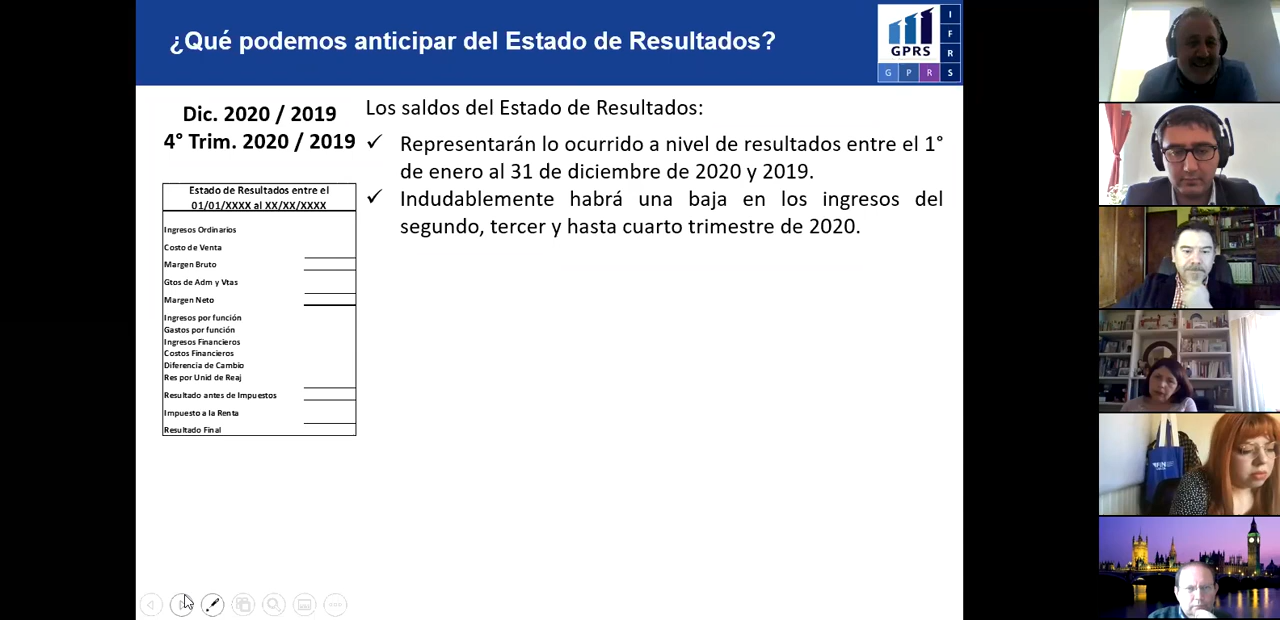 ¿Qué podemos anticipar del Estado de Resultados?
GPRS
G P R S
I
F
R
S
Dic. 2020 / 2019
4° Trim. 2020 / 2019
Estado de Resultados entre el
01/01/XXXX al XX/XX/XXXX
Ingresos Ordinarios
Costo de Venta
Margen Bruto
Gtos de Adm y Vtas
Margen Neto
Ingresos por función
Gastos por función
Ingresos Financieros
Costos Financieros
Diferencia de Cambio
Res por Unid de Reaj
Resultado antes de Impuestos
Impuesto a la Renta
Resultado Final
Los saldos del Estado de Resultados:
✓ Representarán lo ocurrido a nivel de resultados entre el 1°
de enero al 31 de diciembre de 2020 y 2019.
✓ Indudablemente habrá una baja en los ingresos del
segundo, tercer y hasta cuarto trimestre de 2020.